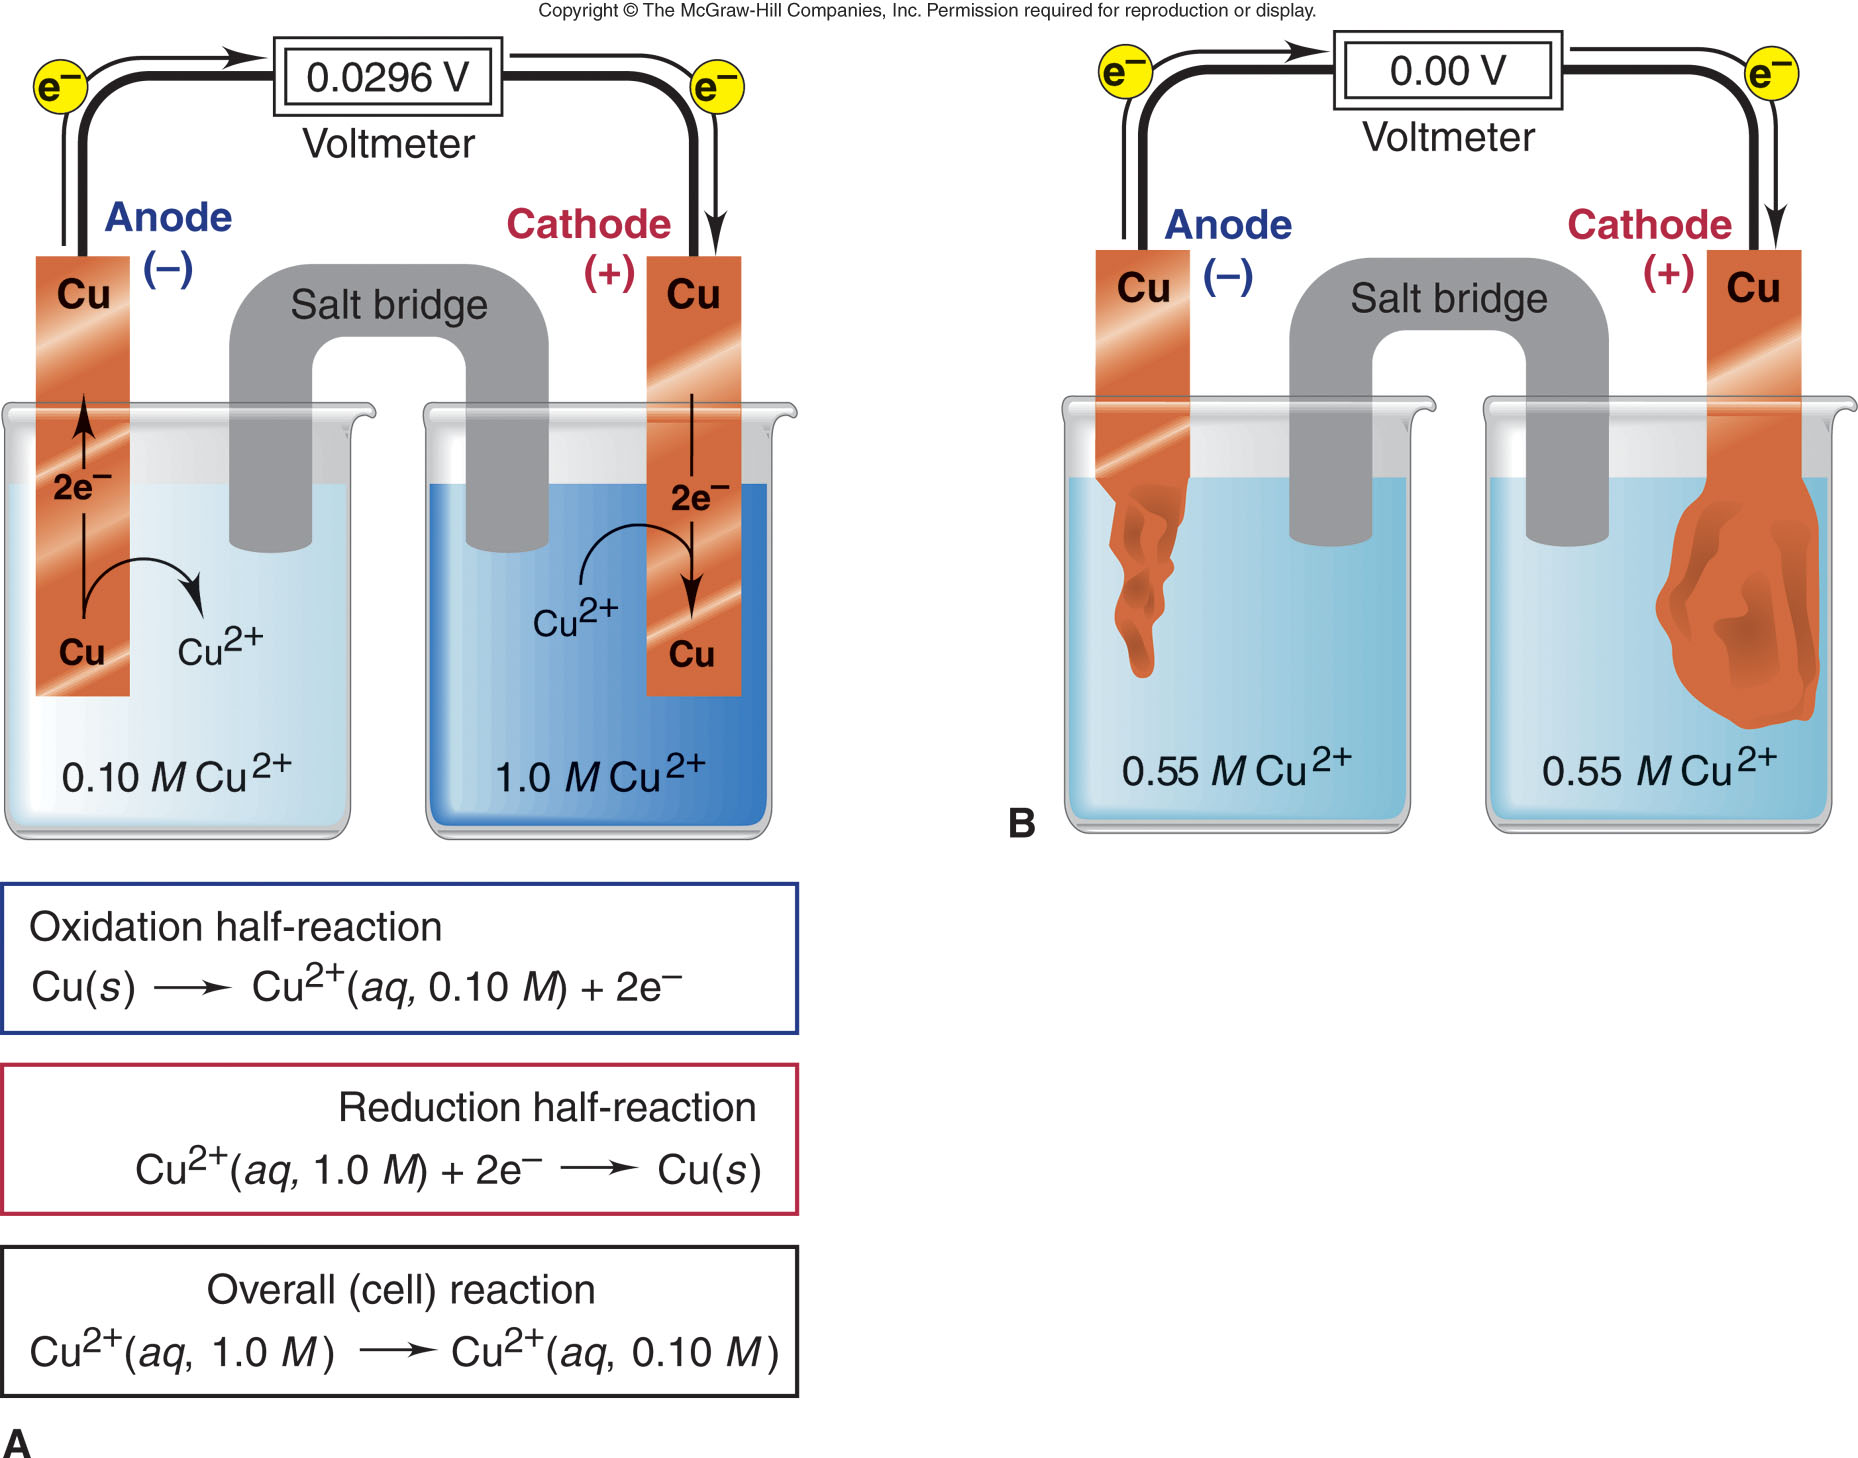 Copyright © The McGraw-Hill Companies, Inc. Permission required for reproduction or display.
e⁻
0.0296 V
e⁻
Voltmeter
Anode
(–)
Cathode
(+)
Cu
Salt bridge
Cu
2e⁻
2e⁻
Cu
Cu²⁺
Cu²⁺
Cu
0.10 M Cu²⁺
1.0 M Cu²⁺
Oxidation half-reaction
Cu(s) ⟶ Cu²⁺(aq, 0.10 M) + 2e⁻
Reduction half-reaction
Cu²⁺(aq, 1.0 M) + 2e⁻ ⟶ Cu(s)
Overall (cell) reaction
Cu²⁺(aq, 1.0 M) ⟶ Cu²⁺(aq, 0.10 M)
A
e⁻
0.00 V
e⁻
Voltmeter
Anode
(–)
Cathode
(+)
Cu
Salt bridge
Cu
0.55 M Cu²⁺
0.55 M Cu²⁺
B